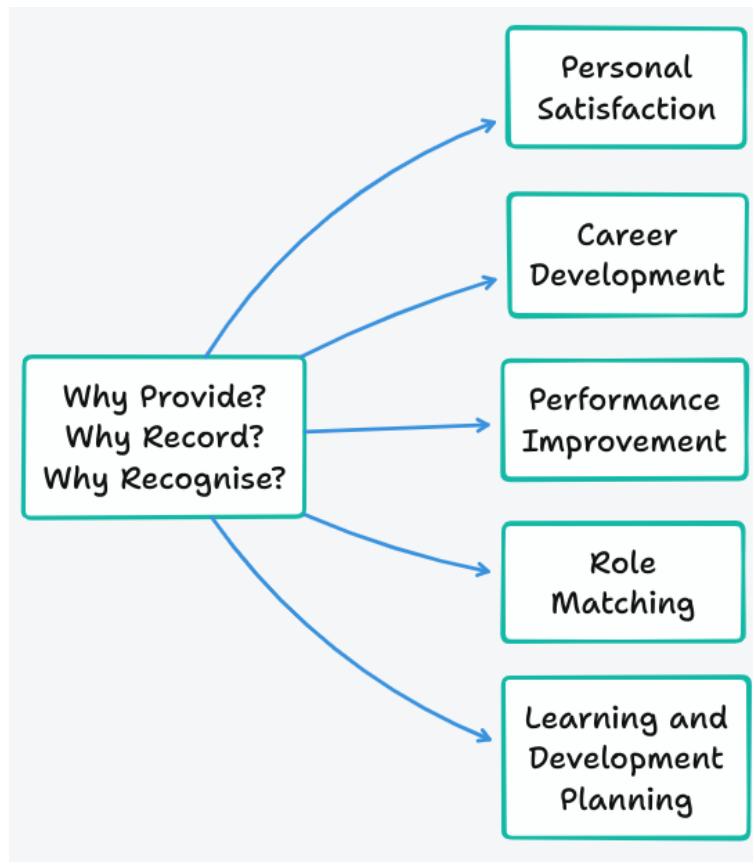 Personal
Satisfaction
Career
Development
Why Provide?
Why Record?
Why Recognise?
Performance
Improvement
Role
Matching
Learning and
Development
Planning